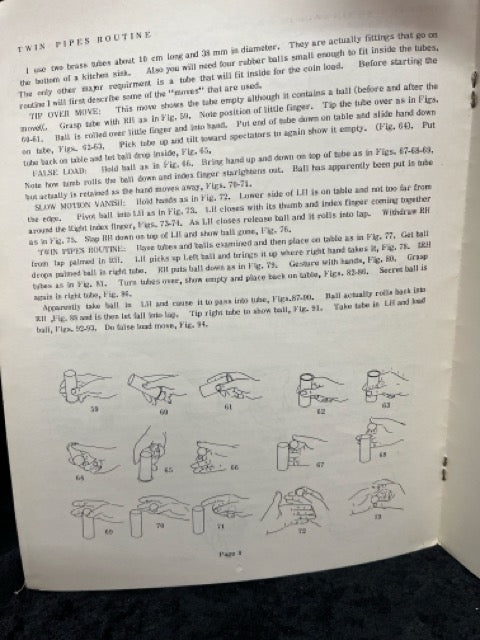 TWIN PIPES ROUTINE
I use two brass tubes about 16 cm long and 38 mm in diameter. They are actually fittings that go on
the bottom of a kitchen sink. Also you will need four rubber balls small enough to fit inside the tubes.
The only other major requirment is a tube that will fit inside for the coin load. Before starting the
routine I will first describe some of the "moves" that are used.
TIP OVER MOVE: This move shows the tube empty although it contains a ball (before and after the
move). Grasp tube with RH as in Fig. 59. Note position of little finger. Tip the tube over as in Figs.
60-61. Ball is rolled over little finger and into hand. Put end of tube down on table and slide hand down
on tube, Figs. 62-63. Pick tube up and tilt toward spectators to again show it empty. (Fig. 64). Put
tube back on table and let ball drop inside, Fig. 65.
FALSE LOAD: Hold ball as in Fig. 66. Bring hand up and down on top of tube as in Figs. 67-68-69.
Note how thumb rolls the ball down and index finger starightens out. Ball has apparently been put in tube
but actually is retained as the hand moves away, Figs. 70-71.
SLOW MOTION VANISH: Hold hands as in Fig. 72. Lower side of LH is on table and not too far from
the edge. Pivot ball into LH as in Fig. 73. LH closes with its thumb and index finger coming together
around the Right index finger, Figs. 73-74. As LH closes release ball and it rolls into lap. Withdraw RH
as in Fig. 75. Slap RH down on top of LH and show ball gone, Fig. 76.
TWIN PIPES ROUTINE: Have tubes and balls examined and then place on table as in Fig. 77. Get ball
from lap palmed in RH. LH picks up Left ball and brings it up where right hand takes it, Fig. 78. RH
drops palmed ball in right tube. RH puts ball down as in Fig. 79. Gesture with hands, Fig. 80. Grasp
tubes as in Fig. 81. Turn tubes over, show empty and place back on table, Figs. 82-86. Secret ball is
again in right tube, Fig. 86.
Apparently take ball in LH and cause it to pass into tube, Figs. 87-90. Ball actually rolls back into
RH, Fig. 88 and is then let fall into lap. Tip right tube to show ball, Fig. 91. Take tube in LH and load
ball, Figs. 92-93. Do false load move, Fig. 94.
59 60 61 62 63
64 65 66 67 68
69 70 71 72 73
Page 8